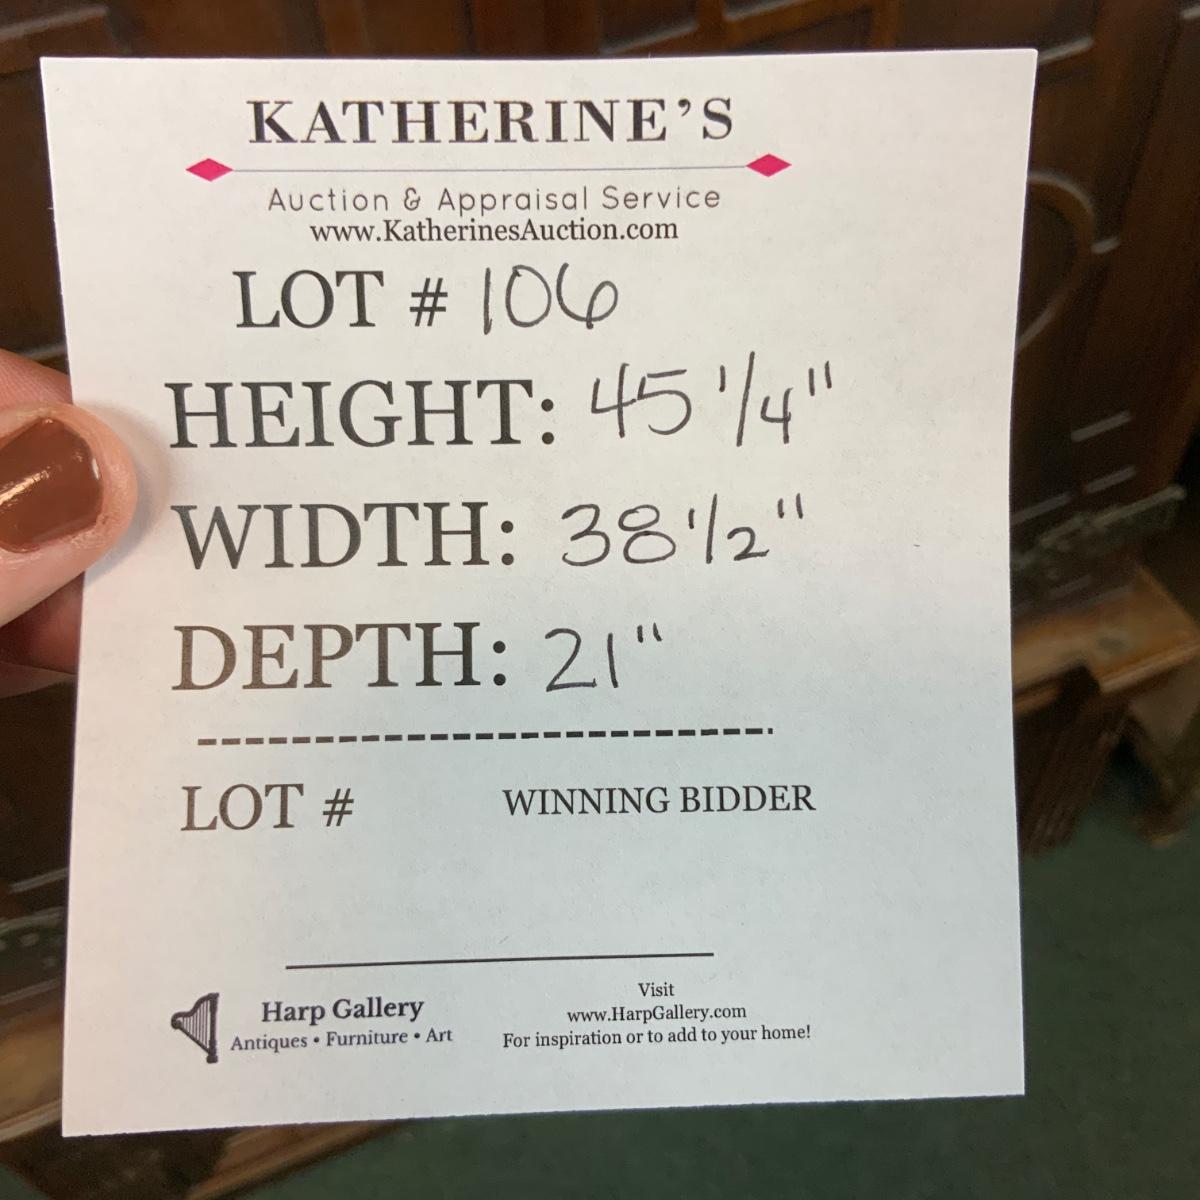 KATHERINE'S
Auction & Appraisal Service
www.KatherinesAuction.com
LOT # 106
HEIGHT: 45 1/4"
WIDTH: 38 1/2"
DEPTH: 21"
-------------------------
LOT #
WINNING BIDDER
Harp Gallery
Antiques • Furniture • Art
Visit
www.HarpGallery.com
For inspiration or to add to your home!